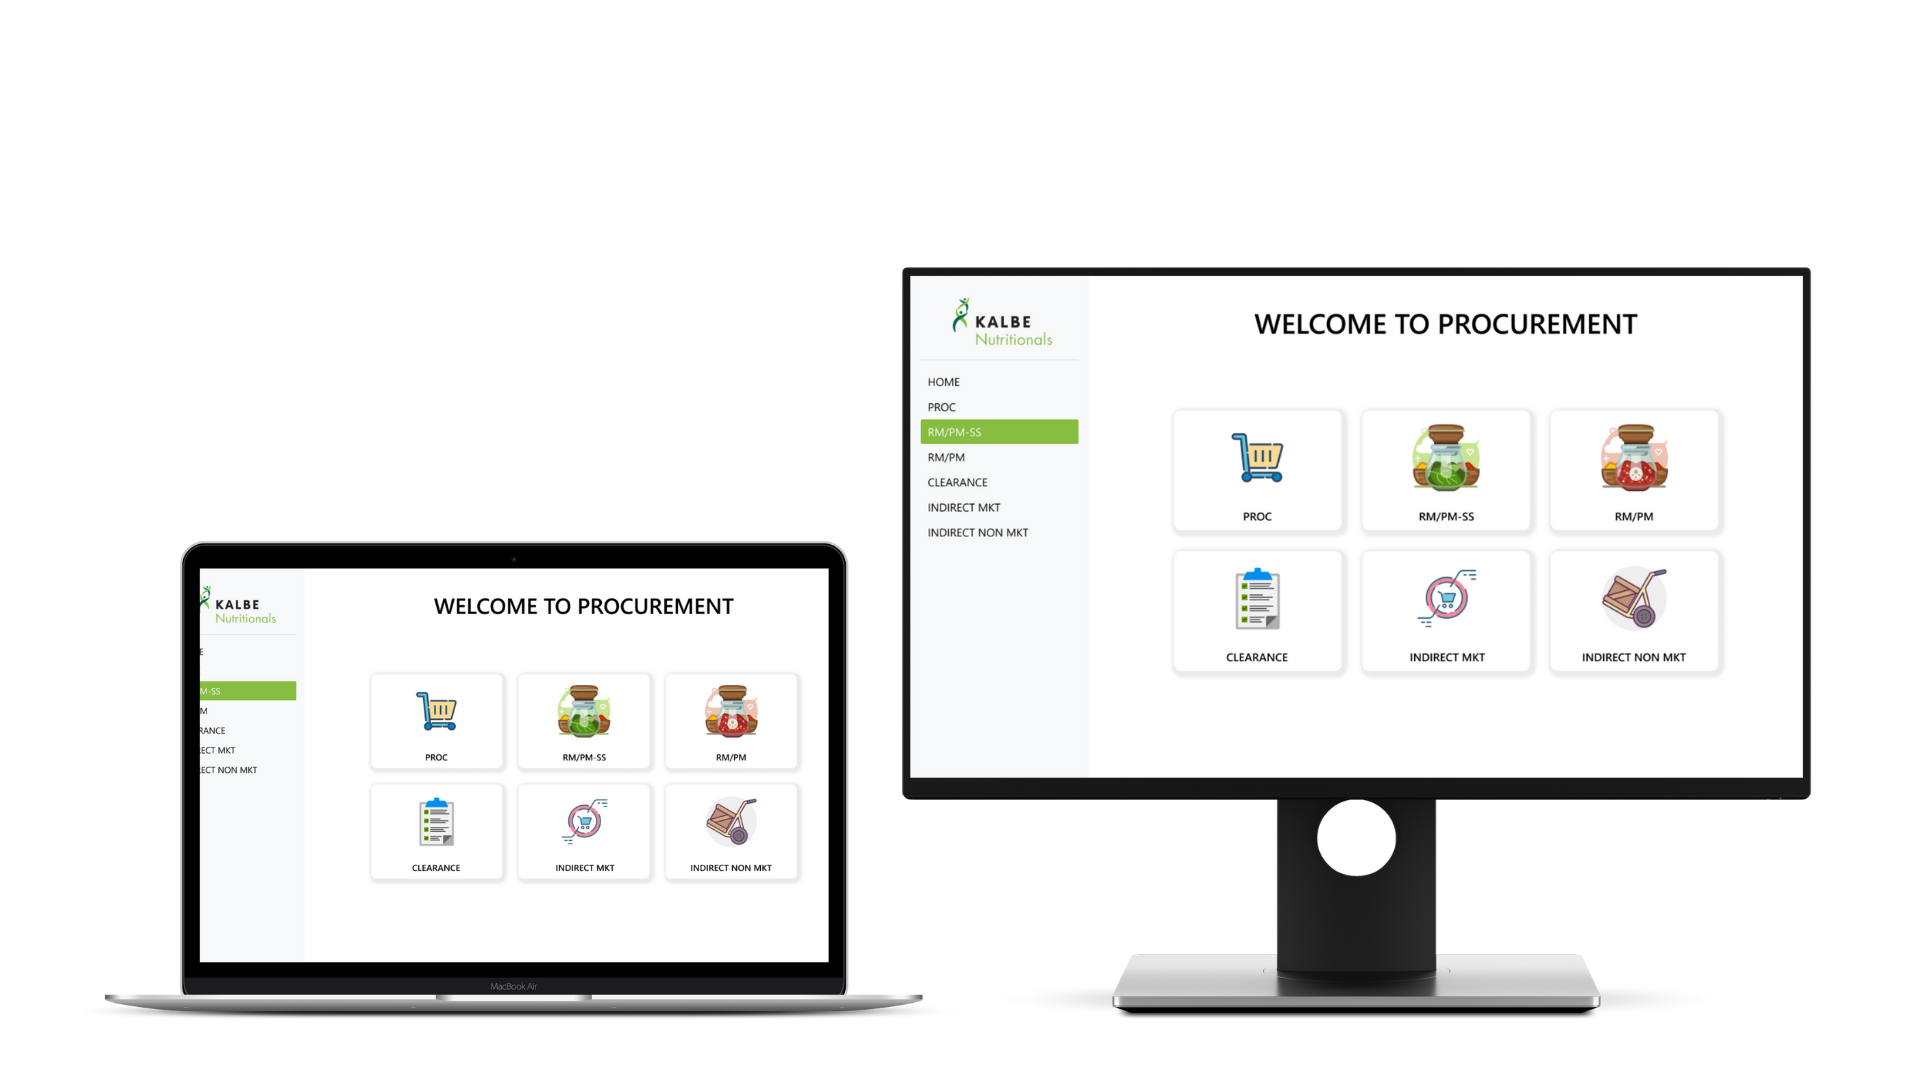 KALBE
Nutritionals
E
M-SS
M
RANCE
ECT MKT
ECT NON MKT
WELCOME TO PROCUREMENT
PROC
RM/PM-SS
RM/PM
CLEARANCE
INDIRECT MKT
INDIRECT NON MKT
MacBook Air
KALBE
Nutritionals
HOME
PROC
RM/PM-SS
RM/PM
CLEARANCE
INDIRECT MKT
INDIRECT NON MKT
WELCOME TO PROCUREMENT
PROC
RM/PM-SS
RM/PM
CLEARANCE
INDIRECT MKT
INDIRECT NON MKT